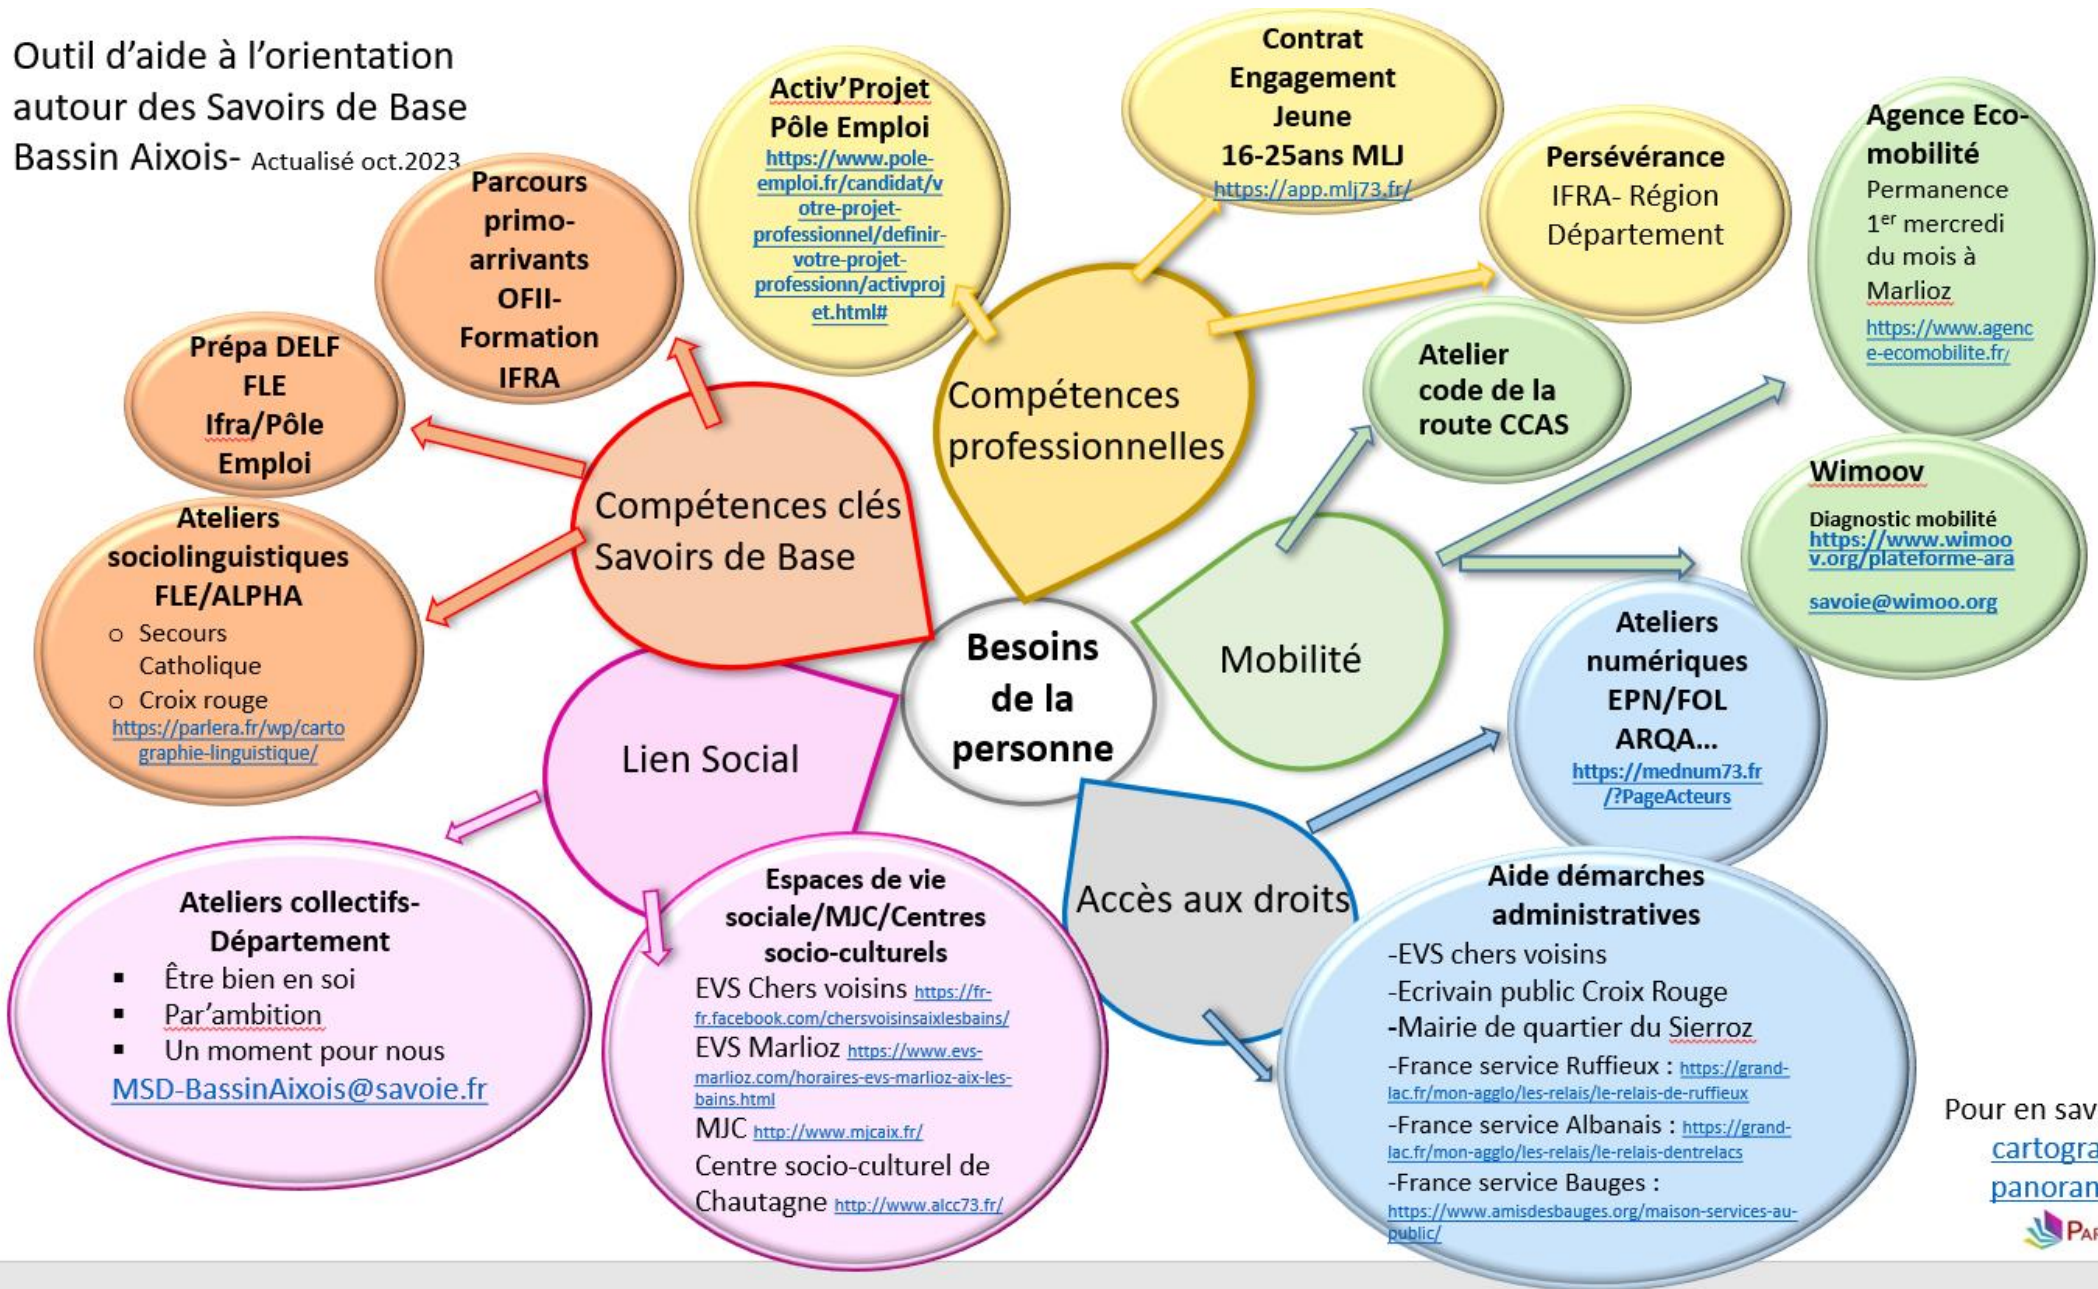 Outil d’aide à l’orientation
autour des Savoirs de Base
Bassin Aixois- Actualisé oct.2023
Parcours
primo-
arrivants
OFII-
Formation
IFRA
Prépa DELF
FLE
Ifra/Pôle
Emploi
Ateliers
sociolinguistiques
FLE/ALPHA
o Secours
Catholique
o Croix rouge
https://parlera.fr/wp/carto
graphie-linguistique/
Compétences clés
Savoirs de Base
Activ’Projet
Pôle Emploi
https://www.pole-
emploi.fr/candidat/v
otre-projet-
professionnel/definir-
votre-projet-
professionn/activproj
et.html#
Contrat
Engagement
Jeune
16-25ans MLJ
https://app.mlj73.fr/
Persévérance
IFRA- Région
Département
Compétences
professionnelles
Agence Eco-
mobilité
Permanence
1er mercredi
du mois à
Marlioz
https://www.agenc
e-ecomobilite.fr/
Atelier
code de la
route CCAS
Wimoov
Diagnostic mobilité
https://www.wimoo
v.org/plateforme-ara
savoie@wimoo.org
Mobilité
Besoins
de la
personne
Ateliers
numériques
EPN/FOL
ARQA...
https://mednum73.fr
/?PageActeurs
Accès aux droits
Aide démarches
administratives
-EVS chers voisins
-Ecrivain public Croix Rouge
-Mairie de quartier du Sierroz
-France service Ruffieux : https://grand-
lac.fr/mon-agglo/les-relais/le-relais-de-ruffieux
-France service Albanais : https://grand-
lac.fr/mon-agglo/les-relais/le-relais-dentrelacs
-France service Bauges :
https://www.amisdesbauges.org/maison-services-au-
public/
Lien Social
Ateliers collectifs-
Département
▪ Être bien en soi
▪ Par’ambition
▪ Un moment pour nous
MSD-BassinAixois@savoie.fr
Espaces de vie
sociale/MJC/Centres
socio-culturels
EVS Chers voisins https://fr-
fr.facebook.com/chersvoisinsaixlesbains/
EVS Marlioz https://www.evs-
marlioz.com/horaires-evs-marlioz-aix-les-
bains.html
MJC http://www.mjcaix.fr/
Centre socio-culturel de
Chautagne http://www.alcc73.fr/
Pour en sav
cartogra
panoran
PAR